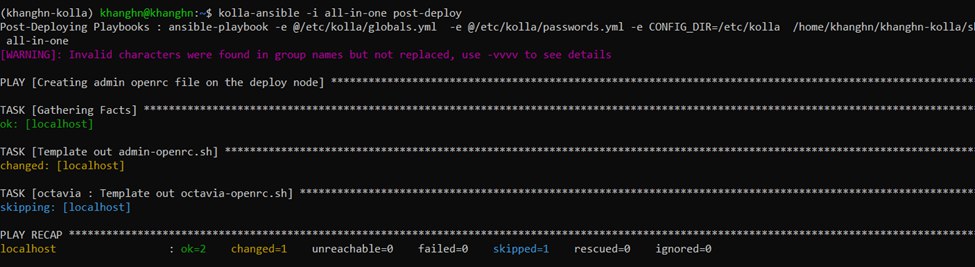 (khanghn-kolla) khanghn@khanghn:~$ kolla-ansible -i all-in-one post-deploy
Post-Deploying Playbooks : ansible-playbook -e @/etc/kolla/globals.yml  -e @/etc/kolla/passwords.yml -e CONFIG_DIR=/etc/kolla  /home/khanghn/khanghn-kolla/sh
 all-in-one
[WARNING]: Invalid characters were found in group names but not replaced, use -vvvv to see details
PLAY [Creating admin openrc file on the deploy node] ****************************************************************************************************
TASK [Gathering Facts] **********************************************************************************************************************************
ok: [localhost]
TASK [Template out admin-openrc.sh] *********************************************************************************************************************
changed: [localhost]
TASK [octavia : Template out octavia-openrc.sh] *********************************************************************************************************
skipping: [localhost]
PLAY RECAP **********************************************************************************************************************************************
localhost                  : ok=2    changed=1    unreachable=0    failed=0    skipped=1    rescued=0    ignored=0